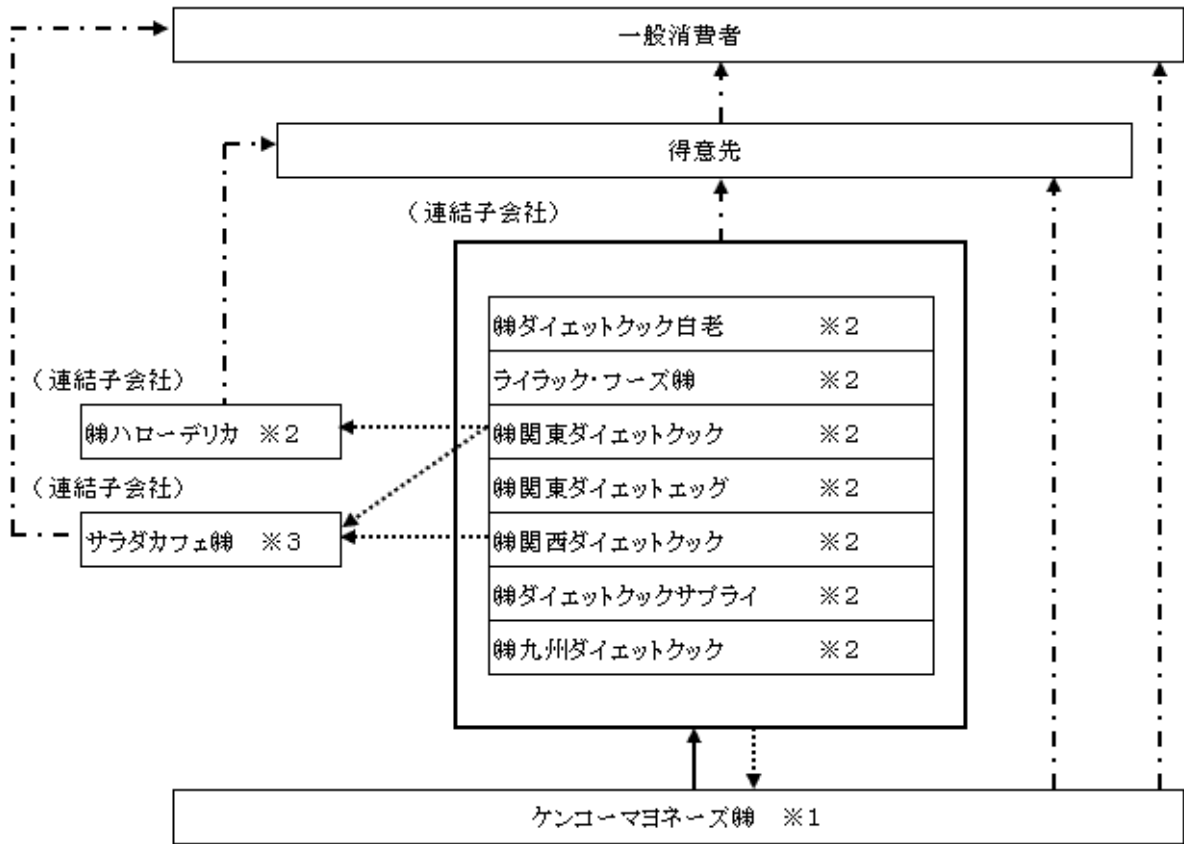 一般消費者
得意先
（連結子会社）
㈱ダイエットクック白老 ※2
ライラック・フーズ㈱ ※2
㈱関東ダイエットクック ※2
㈱関東ダイエットエッグ ※2
㈱関西ダイエットクック ※2
㈱ダイエットクックサプライ ※2
㈱九州ダイエットクック ※2
（連結子会社）
㈱ハローデリカ ※2
（連結子会社）
サラダカフェ㈱ ※3
ケンコーマヨネーズ㈱ ※1